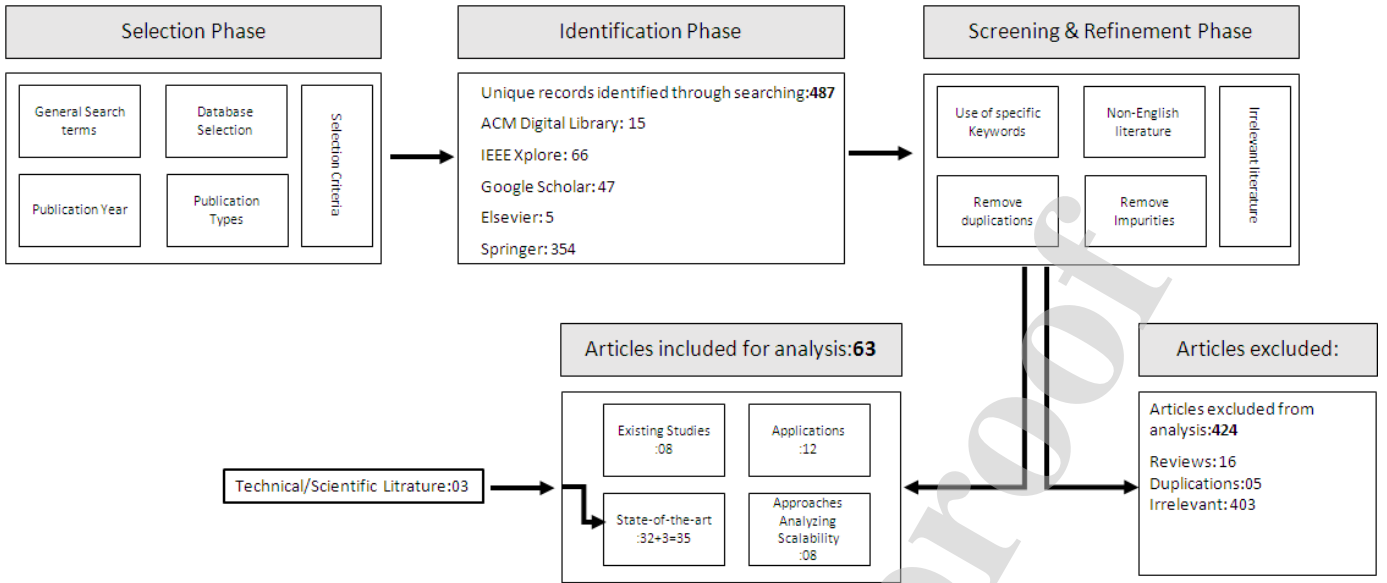 Selection Phase
General Search
terms
Database
Selection
Publication Year
Publication
Types
Selection Criteria
Identification Phase
Unique records identified through searching:487
ACM Digital Library: 15
IEEE Xplore: 66
Google Scholar: 47
Elsevier: 5
Springer: 354
Screening & Refinement Phase
Use of specific
Keywords
Non-English
literature
Remove
duplications
Remove
Impurities
Irrelevant literature
Articles included for analysis:63
Existing Studies
:08
Applications
:12
State-of-the-art
:32+3=35
Approaches
Analyzing
Scalability
:08
Technical/Scientific Litrature:03
Articles excluded:
Articles excluded from
analysis:424
Reviews: 16
Duplications:05
Irrelevant: 403
proof